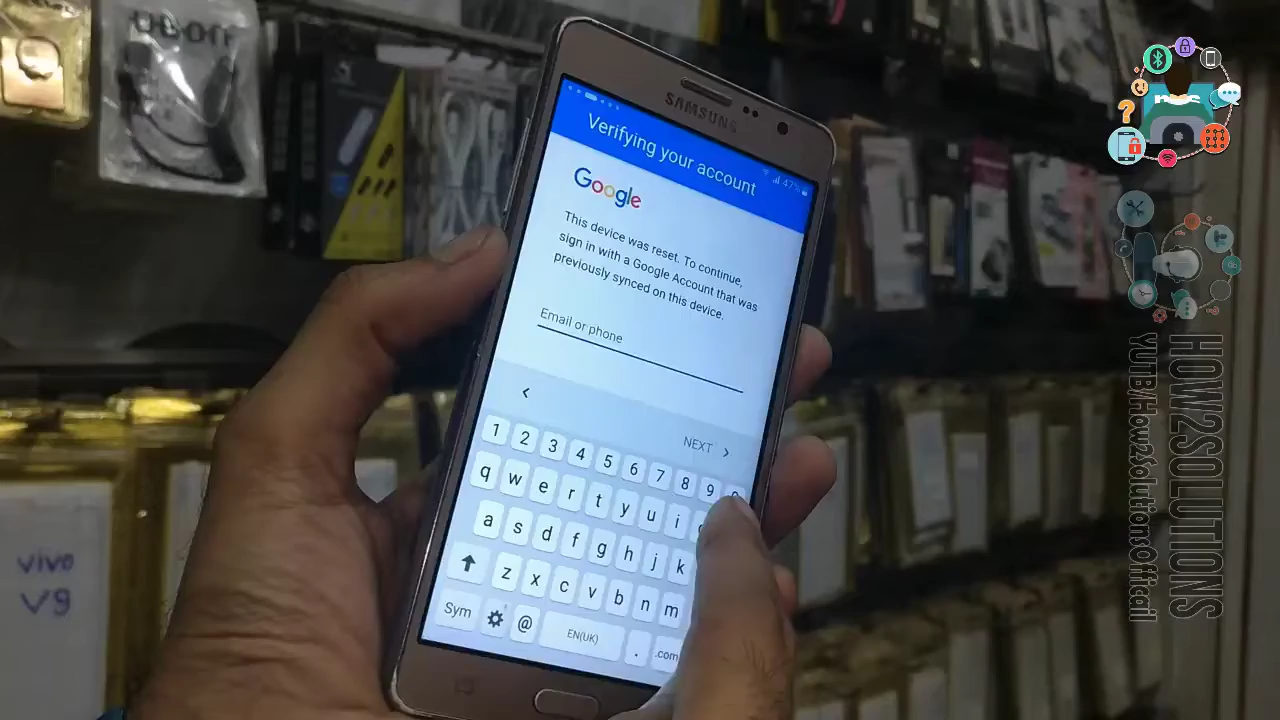 UBON
SAMSUNG
47%
Verifying your account
Google
This device was reset. To continue,
sign in with a Google Account that was
previously synced on this device.
Email or phone
NEXT
1 2 3 4 5 6 7 8 9
q w e r t y u i
a s d f g h j k
z x c v b n m
Sym @ EN(UK) . .com
vivo
V9
HOW2SOLUTIONS
YUTB/How2SolutionsOfficail